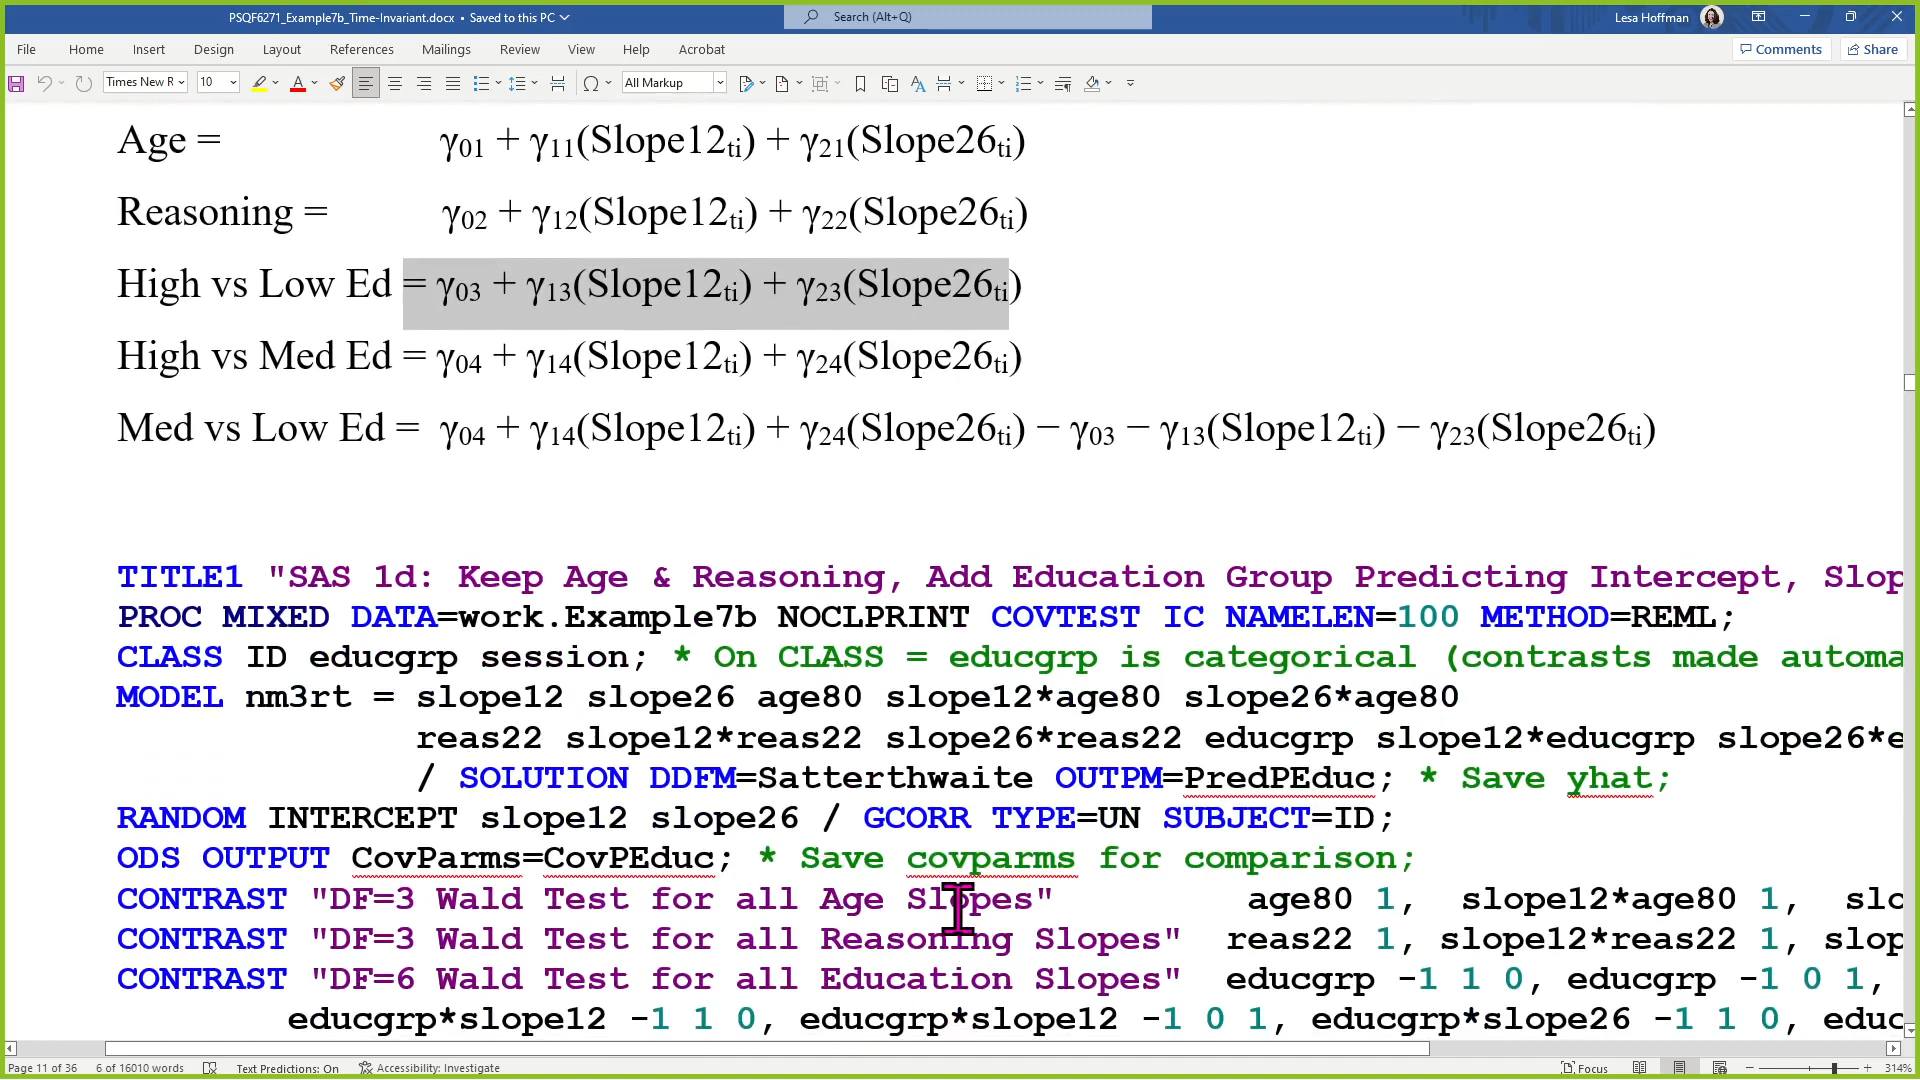 PSQF6271_Example7b_Time-Invariant.docx • Saved to this PC
Search (Alt+Q)
Lesa Hoffman
File Home Insert Design Layout References Mailings Review View Help Acrobat
Comments Share
Times New R 10 All Markup
Age = γ01 + γ11(Slope12ti) + γ21(Slope26ti)
Reasoning = γ02 + γ12(Slope12ti) + γ22(Slope26ti)
High vs Low Ed = γ03 + γ13(Slope12ti) + γ23(Slope26ti)
High vs Med Ed = γ04 + γ14(Slope12ti) + γ24(Slope26ti)
Med vs Low Ed = γ04 + γ14(Slope12ti) + γ24(Slope26ti) − γ03 − γ13(Slope12ti) − γ23(Slope26ti)
TITLE1 "SAS 1d: Keep Age & Reasoning, Add Education Group Predicting Intercept, Slop
PROC MIXED DATA=work.Example7b NOCLPRINT COVTEST IC NAMELEN=100 METHOD=REML;
CLASS ID educgrp session; * On CLASS = educgrp is categorical (contrasts made automa
MODEL nm3rt = slope12 slope26 age80 slope12*age80 slope26*age80
reas22 slope12*reas22 slope26*reas22 educgrp slope12*educgrp slope26*e
/ SOLUTION DDFM=Satterthwaite OUTPM=PredPEduc; * Save yhat;
RANDOM INTERCEPT slope12 slope26 / GCORR TYPE=UN SUBJECT=ID;
ODS OUTPUT CovParms=CovPEduc; * Save covparms for comparison;
CONTRAST "DF=3 Wald Test for all Age Slopes" age80 1, slope12*age80 1, slo
CONTRAST "DF=3 Wald Test for all Reasoning Slopes" reas22 1, slope12*reas22 1, slop
CONTRAST "DF=6 Wald Test for all Education Slopes" educgrp -1 1 0, educgrp -1 0 1,
educgrp*slope12 -1 1 0, educgrp*slope12 -1 0 1, educgrp*slope26 -1 1 0, educ
Page 11 of 36 6 of 16010 words Text Predictions: On Accessibility: Investigate Focus 314%